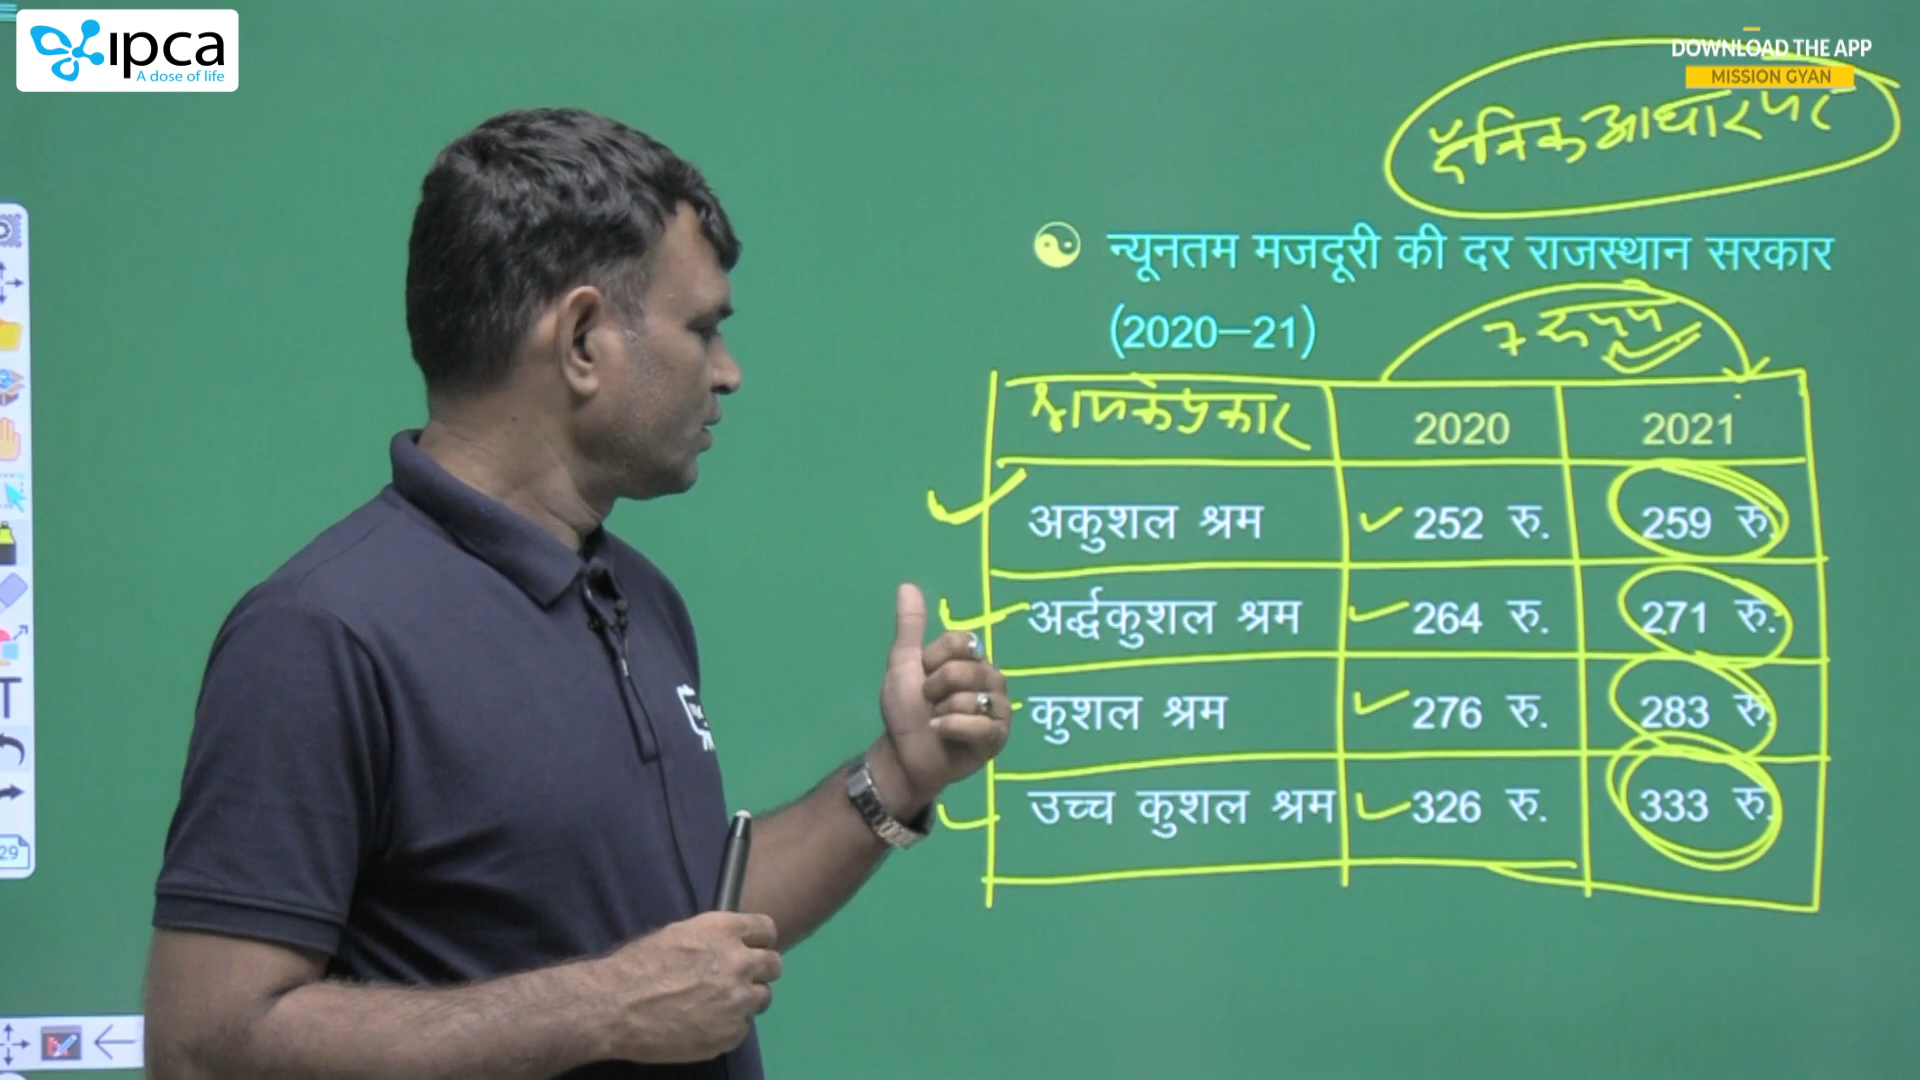 ipca
A dose of life
DOWNLOAD THE APP
MISSION GYAN
दैनिक आधार पर
न्यूनतम मजदूरी की दर राजस्थान सरकार
(2020–21)
7 रुपय
श्रम के प्रकार 2020 2021
अकुशल श्रम 252 रु. 259 रु.
अर्द्धकुशल श्रम 264 रु. 271 रु.
कुशल श्रम 276 रु. 283 रु.
उच्च कुशल श्रम 326 रु. 333 रु.
T
29